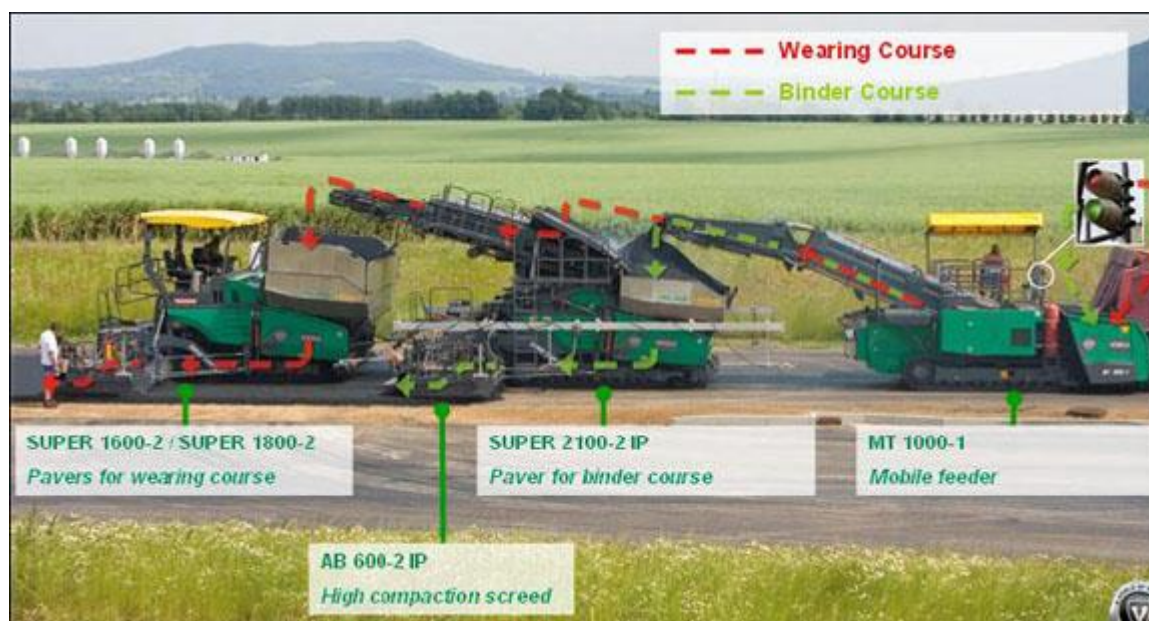 Wearing Course
Binder Course
SUPER 1600-2 / SUPER 1800-2
Pavers for wearing course
SUPER 2100-2 IP
Paver for binder course
MT 1000-1
Mobile feeder
AB 600-2 IP
High compaction screed